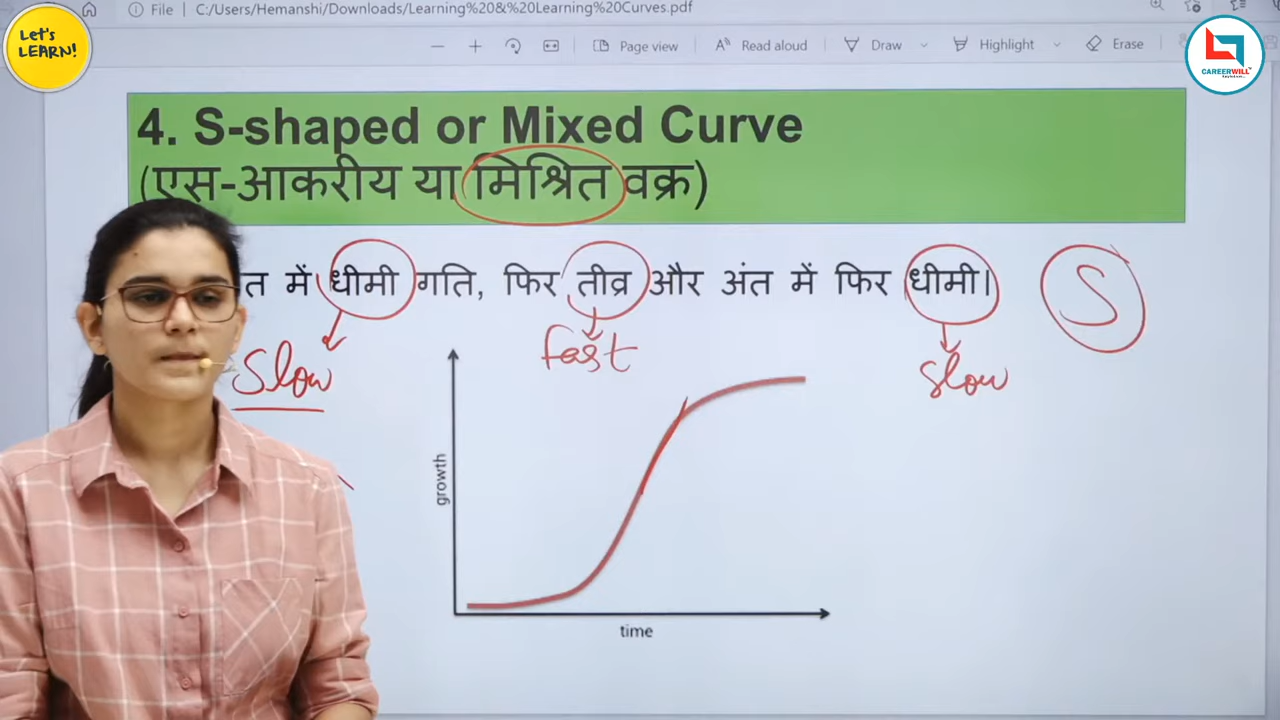 Let's
LEARN!
File | C:/Users/Hemanshi/Downloads/Learning%20&%20Learning%20Curves.pdf
Page view
Read aloud
Draw
Highlight
Erase
CAREERWILL
4. S-shaped or Mixed Curve
(एस-आकरीय या मिश्रित वक्र)
त में धीमी गति, फिर तीव्र और अंत में फिर धीमी।
S
Slow
fast
slow
growth
time